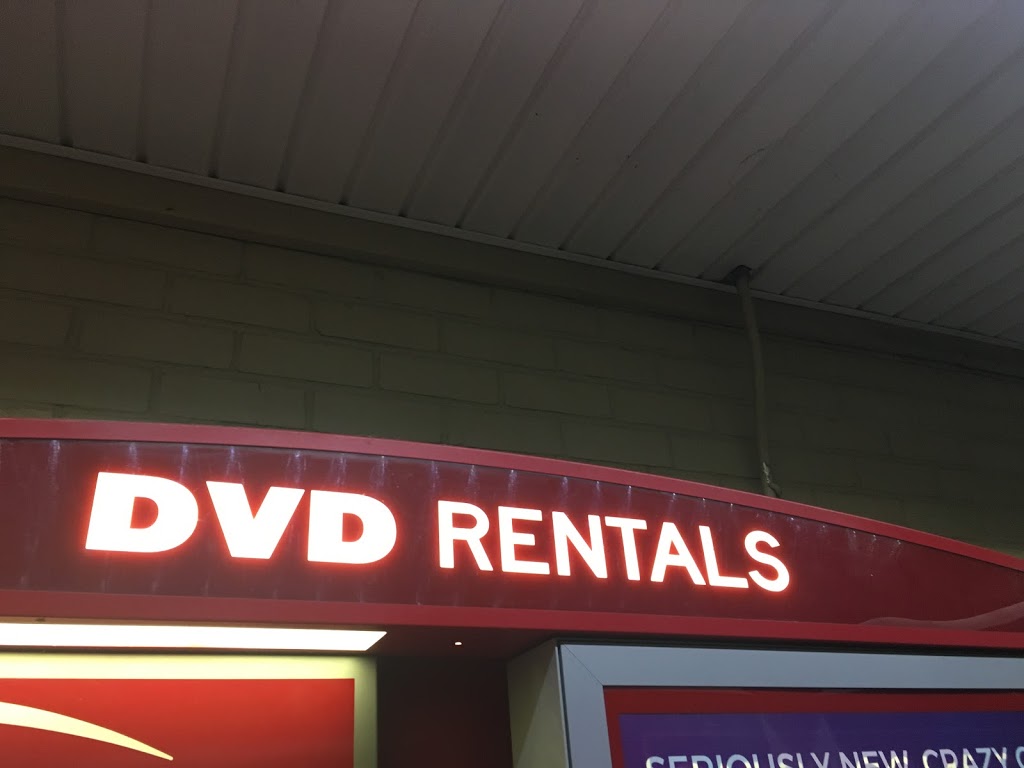 DVD RENTALS
SERIOUSLY NEW. CRAZY